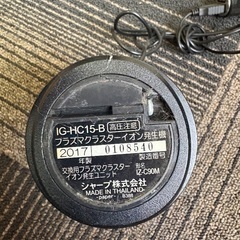 IG-HC15-B 高圧注意
プラズマクラスターイオン発生機
2017 0108540
年製 製造番号
交換用プラズマクラスター 形名
イオン発生ユニット IZ-C90M
シャープ株式会社
MADE IN THAILAND